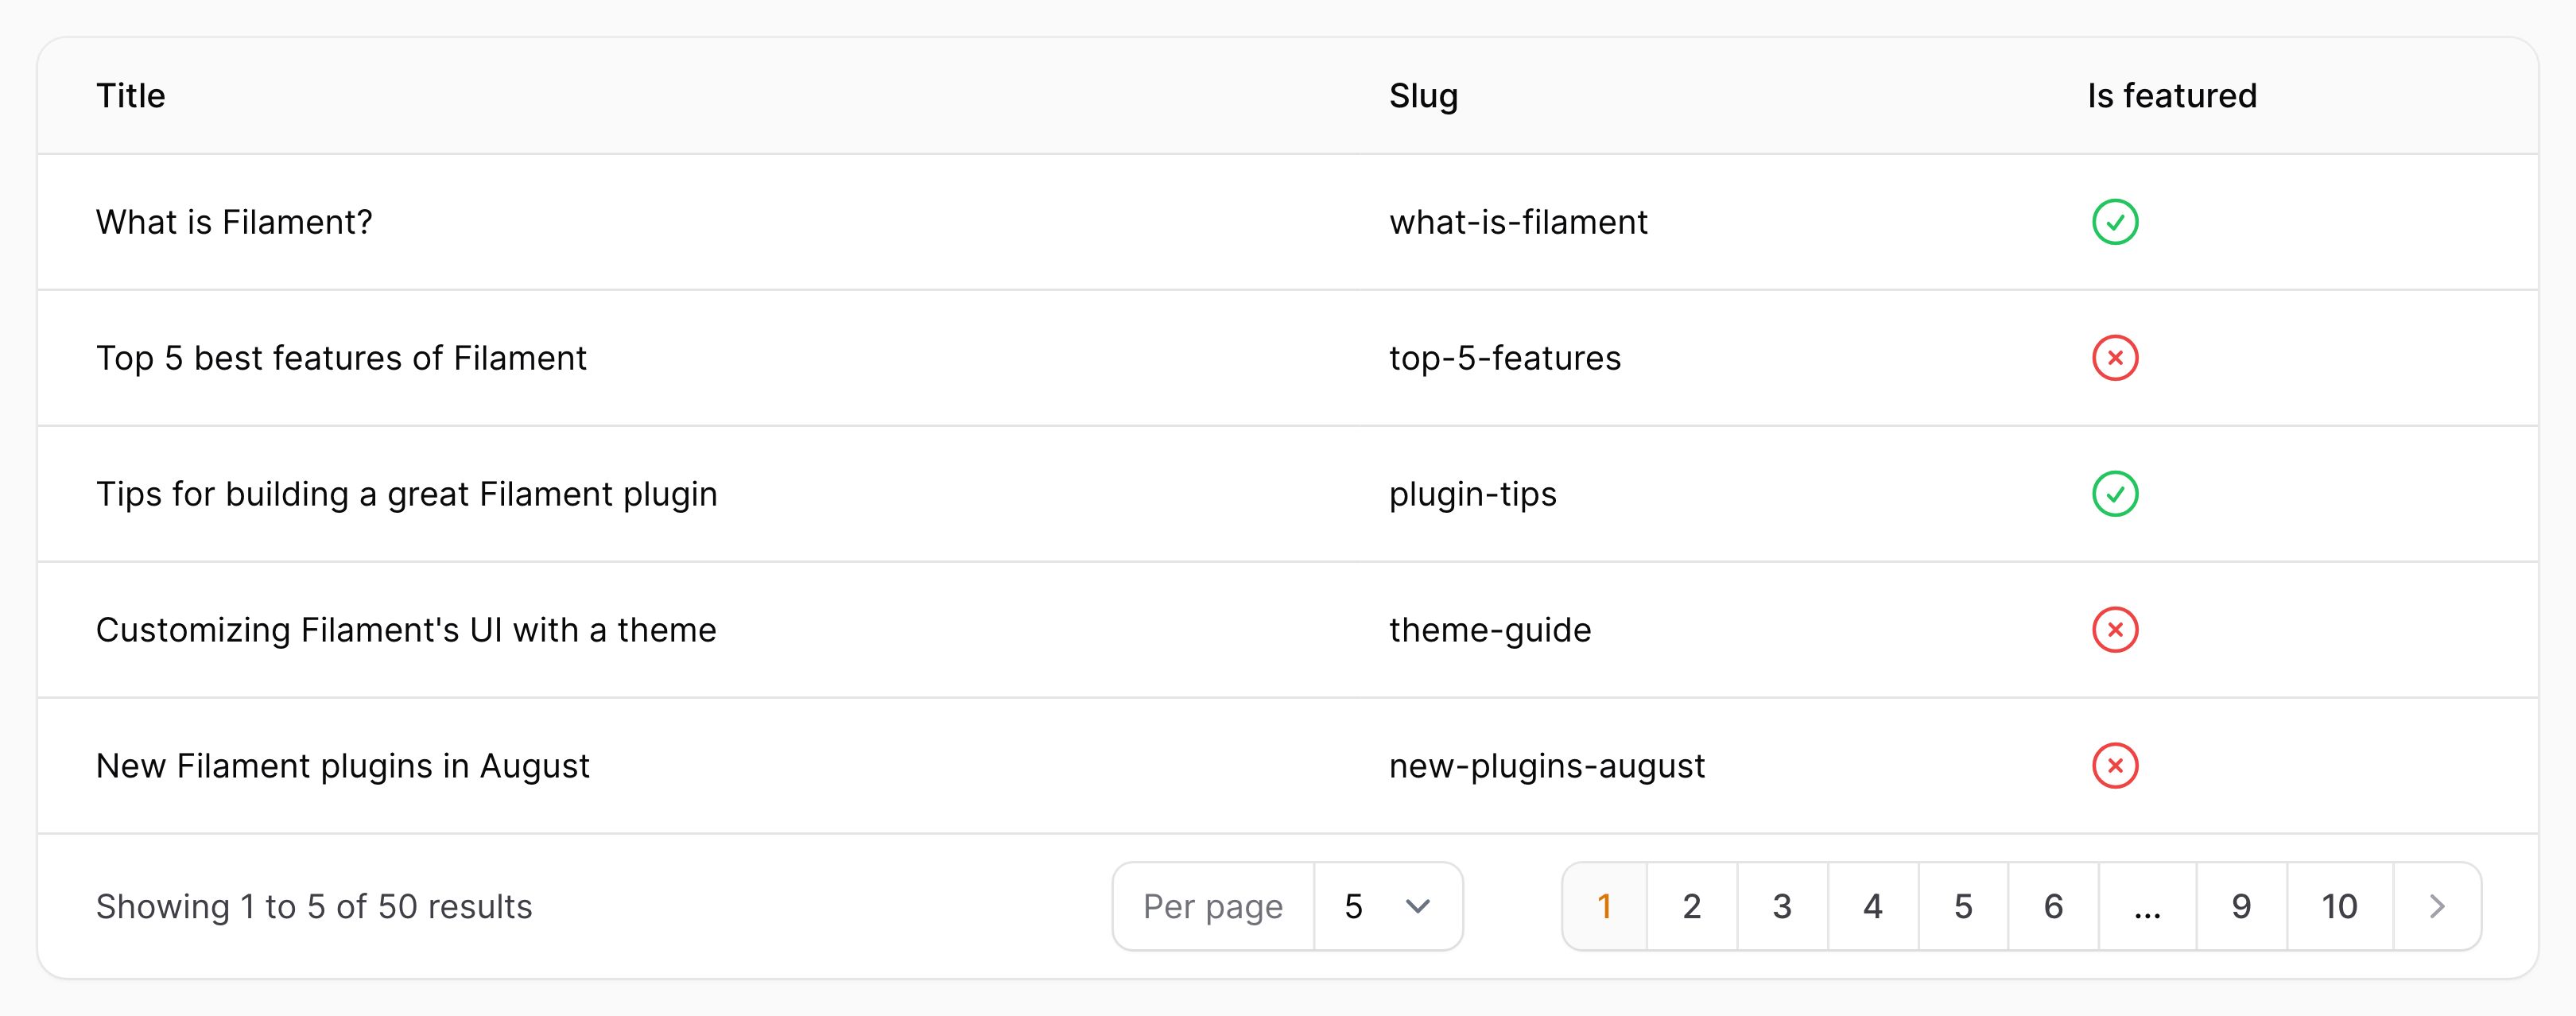 Title Slug Is featured
What is Filament? what-is-filament
Top 5 best features of Filament top-5-features
Tips for building a great Filament plugin plugin-tips
Customizing Filament's UI with a theme theme-guide
New Filament plugins in August new-plugins-august
Showing 1 to 5 of 50 results Per page 5 1 2 3 4 5 6 ... 9 10